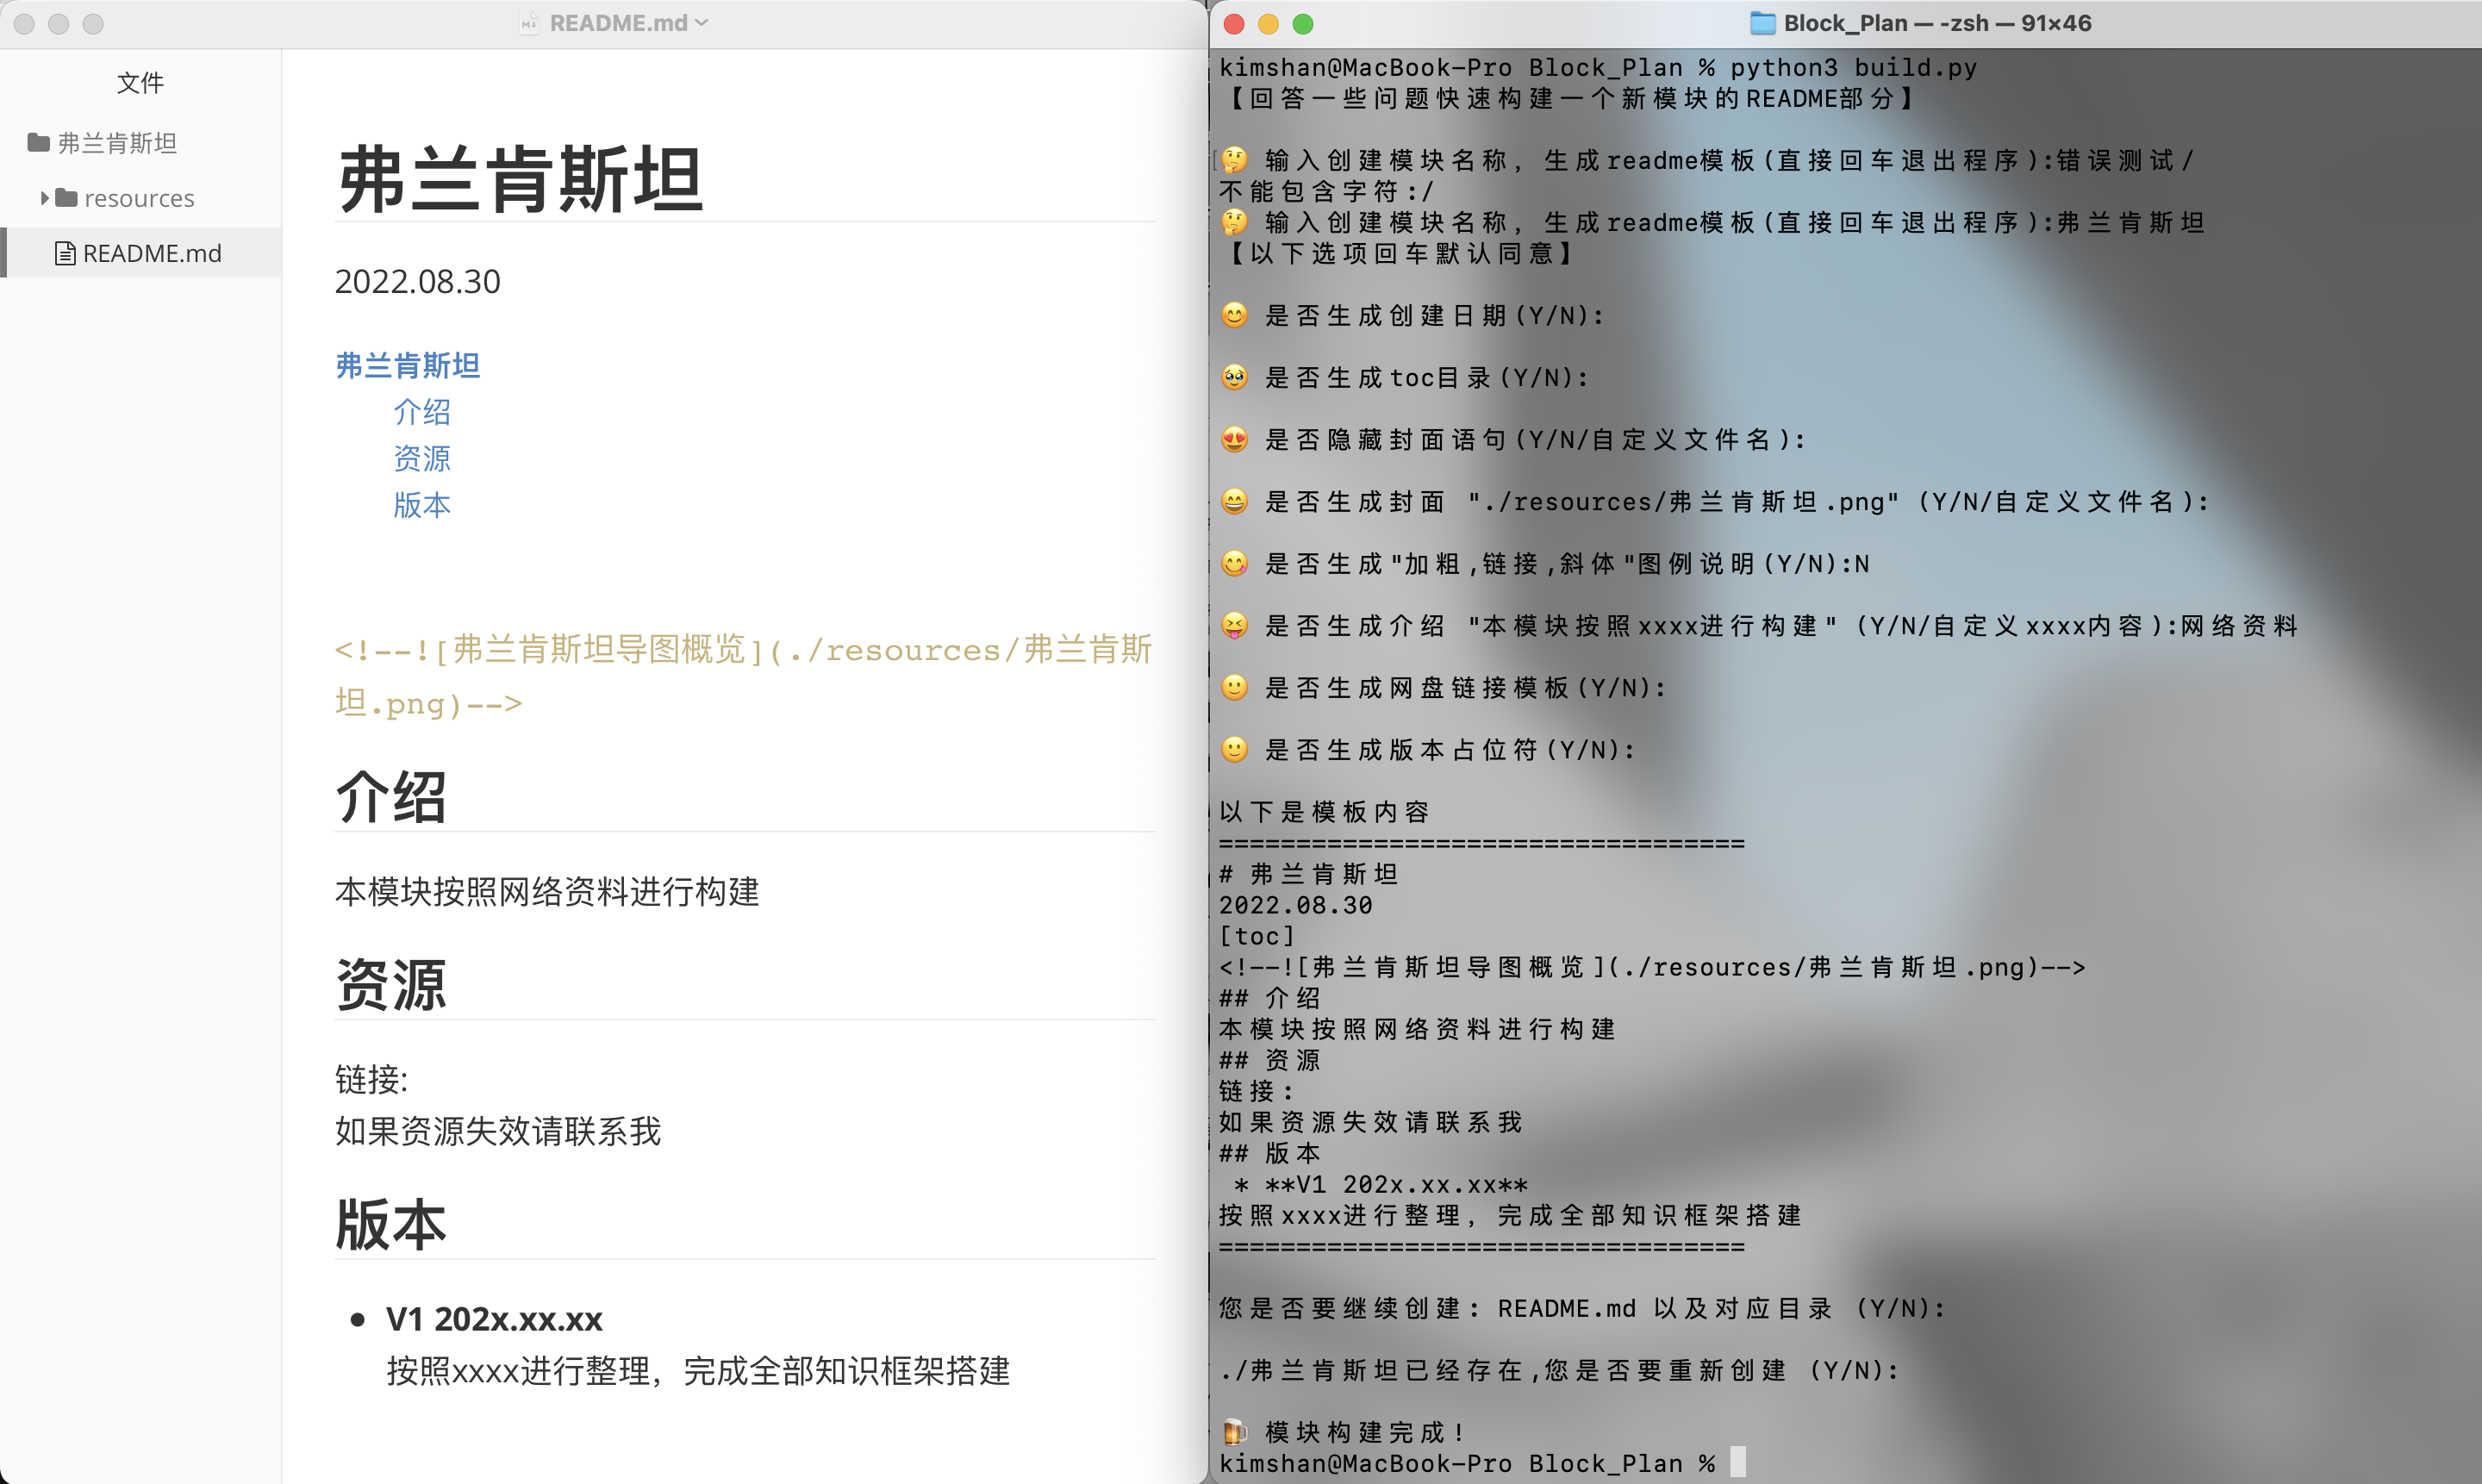 README.md
文件
弗兰肯斯坦
resources
README.md
弗兰肯斯坦
2022.08.30
弗兰肯斯坦
介绍
资源
版本
<!--![弗兰肯斯坦导图概览](./resources/弗兰肯斯
坦.png)-->
介绍
本模块按照网络资料进行构建
资源
链接:
如果资源失效请联系我
版本
V1 202x.xx.xx
按照xxxx进行整理，完成全部知识框架搭建
Block_Plan — -zsh — 91×46
kimshan@MacBook-Pro Block_Plan % python3 build.py
【回答一些问题快速构建一个新模块的README部分】
🤔 输入创建模块名称，生成readme模板(直接回车退出程序):错误测试/
不能包含字符:/
🤔 输入创建模块名称，生成readme模板(直接回车退出程序):弗兰肯斯坦
【以下选项回车默认同意】
😊 是否生成创建日期(Y/N):
🥹 是否生成toc目录(Y/N):
😍 是否隐藏封面语句(Y/N/自定义文件名):
😄 是否生成封面 "./resources/弗兰肯斯坦.png" (Y/N/自定义文件名):
😋 是否生成"加粗,链接,斜体"图例说明(Y/N):N
😝 是否生成介绍 "本模块按照xxxx进行构建" (Y/N/自定义xxxx内容):网络资料
🙂 是否生成网盘链接模板(Y/N):
🙂 是否生成版本占位符(Y/N):
以下是模板内容
==================================
# 弗兰肯斯坦
2022.08.30
[toc]
<!--![弗兰肯斯坦导图概览](./resources/弗兰肯斯坦.png)-->
## 介绍
本模块按照网络资料进行构建
## 资源
链接:
如果资源失效请联系我
## 版本
 * **V1 202x.xx.xx**
按照xxxx进行整理，完成全部知识框架搭建
==================================
您是否要继续创建: README.md 以及对应目录 (Y/N):
./弗兰肯斯坦已经存在,您是否要重新创建 (Y/N):
🍺 模块构建完成!
kimshan@MacBook-Pro Block_Plan %